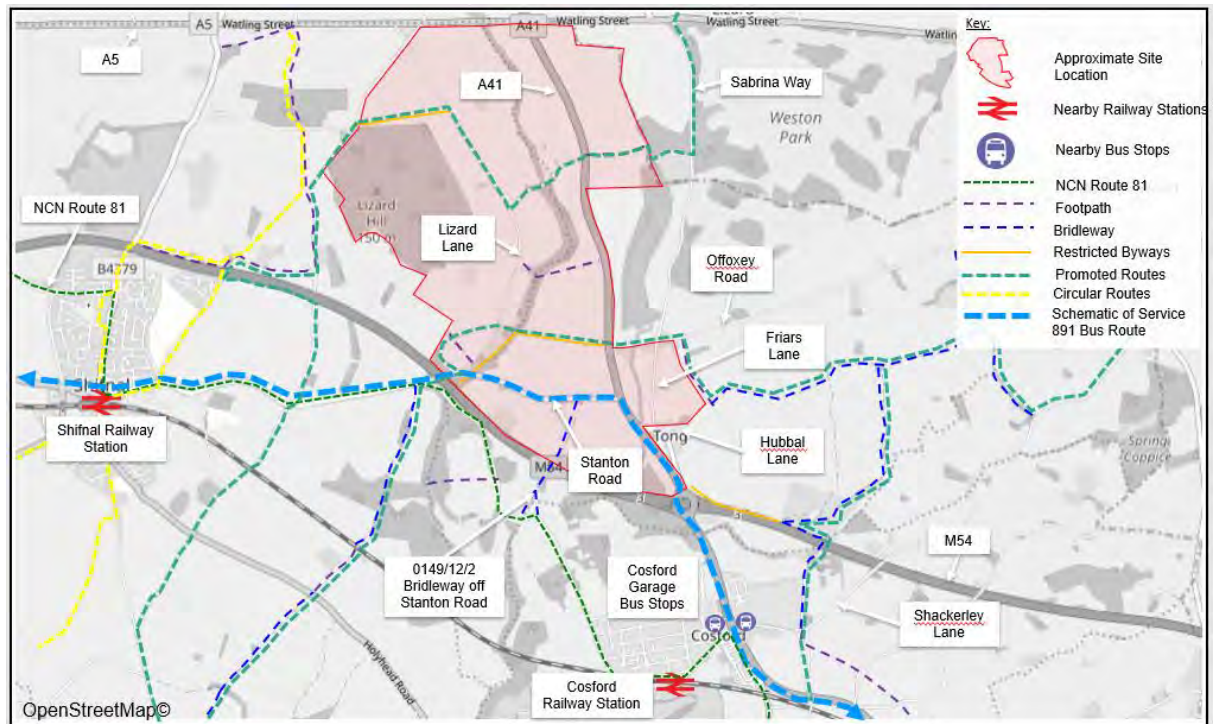 A5
Watling Street
A41
Watling Street
Watling Street
A5
A41
Sabrina Way
Weston
Park
NCN Route 81
Lizard
Hill
150 m
Lizard
Lane
Offoxey
Road
B4379
Friars
Lane
Shifnal Railway
Station
Stanton
Road
Tong
Hubbal
Lane
M54
3
3
Spring
Coppice
0149/12/2
Bridleway off
Stanton Road
Cosford
Garage
Bus Stops
M54
Shackerley
Lane
Cosford
Holyhead Road
Cosford
Railway Station
OpenStreetMap©
Key:
Approximate Site
Location
Nearby Railway Stations
Nearby Bus Stops
NCN Route 81
Footpath
Bridleway
Restricted Byways
Promoted Routes
Circular Routes
Schematic of Service
891 Bus Route